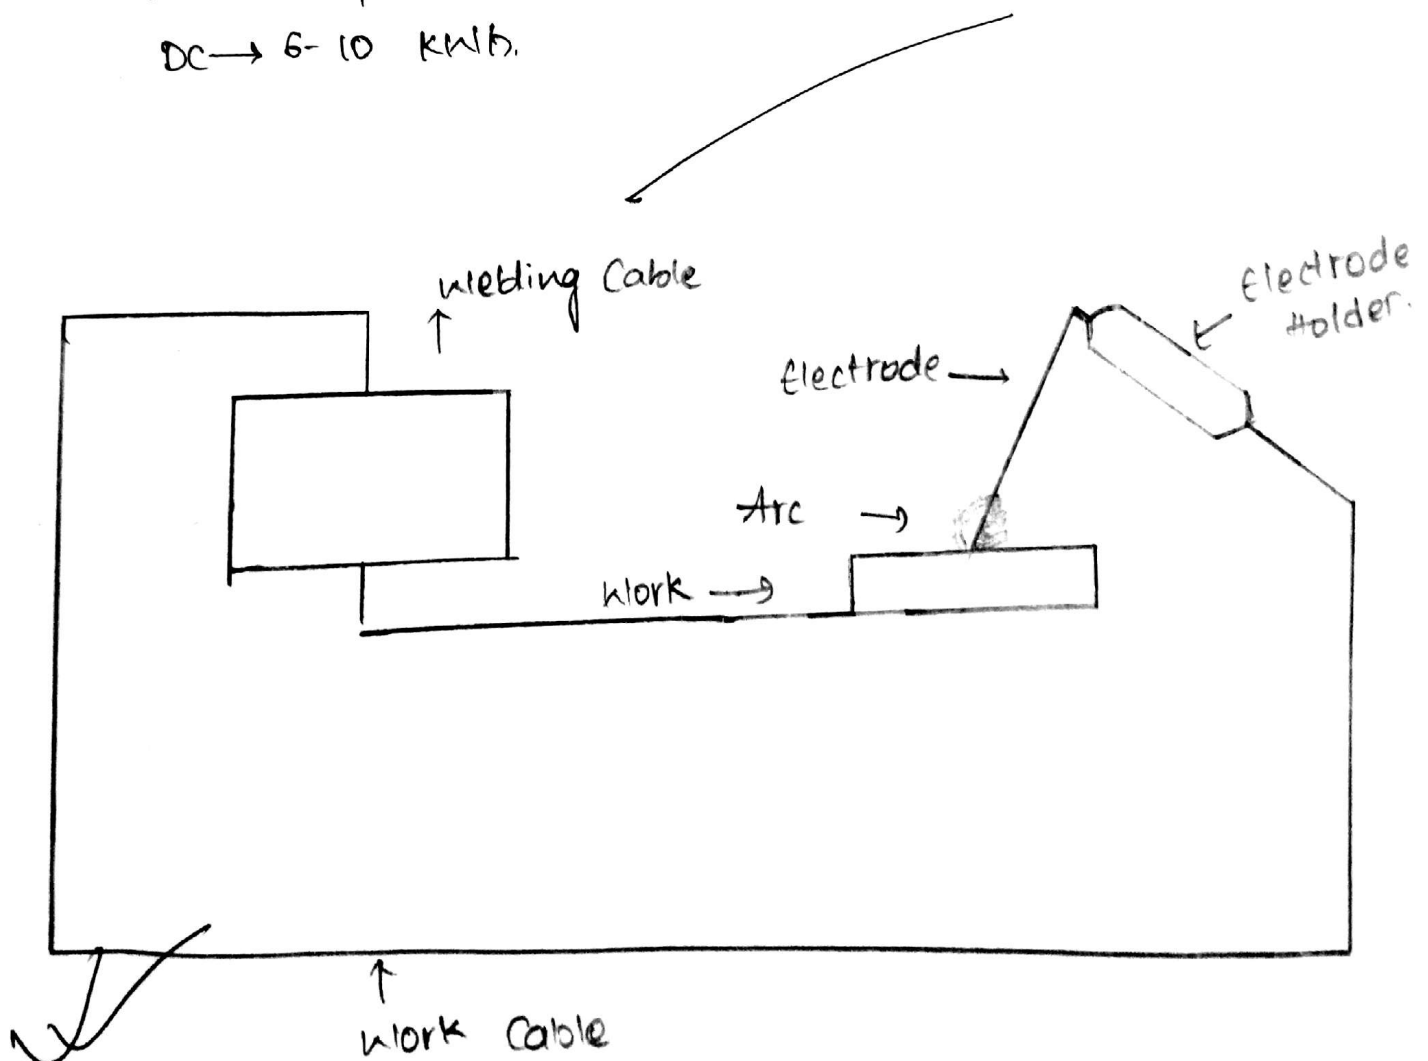 DC→ 6-10 KWh.
Welding Cable
Electrode
Holder.
Electrode →
Arc →
Work →
Work Cable